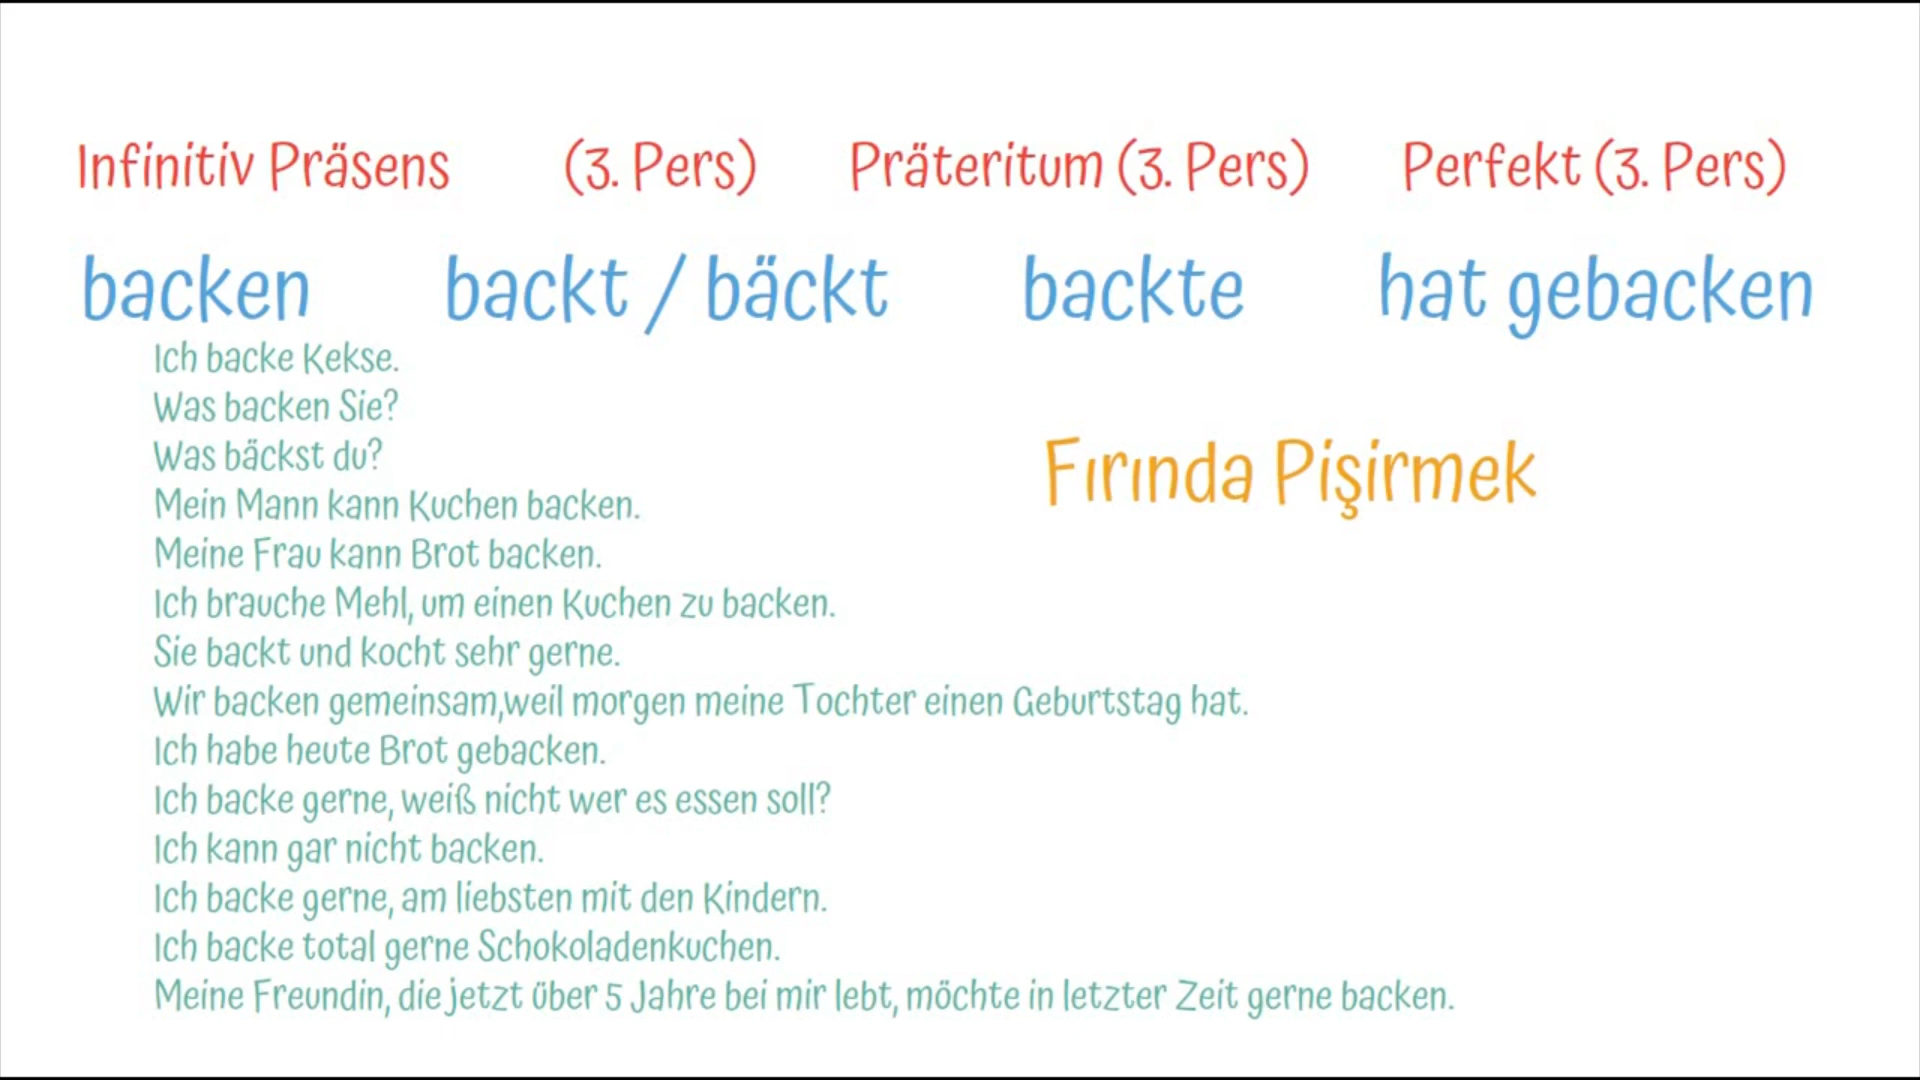 Infinitiv Präsens (3. Pers) Präteritum (3. Pers) Perfekt (3. Pers)
backen backt / bäckt backte hat gebacken
Ich backe Kekse.
Was backen Sie?
Was bäckst du?
Fırında Pişirmek
Mein Mann kann Kuchen backen.
Meine Frau kann Brot backen.
Ich brauche Mehl, um einen Kuchen zu backen.
Sie backt und kocht sehr gerne.
Wir backen gemeinsam,weil morgen meine Tochter einen Geburtstag hat.
Ich habe heute Brot gebacken.
Ich backe gerne, weiß nicht wer es essen soll?
Ich kann gar nicht backen.
Ich backe gerne, am liebsten mit den Kindern.
Ich backe total gerne Schokoladenkuchen.
Meine Freundin, die jetzt über 5 Jahre bei mir lebt, möchte in letzter Zeit gerne backen.